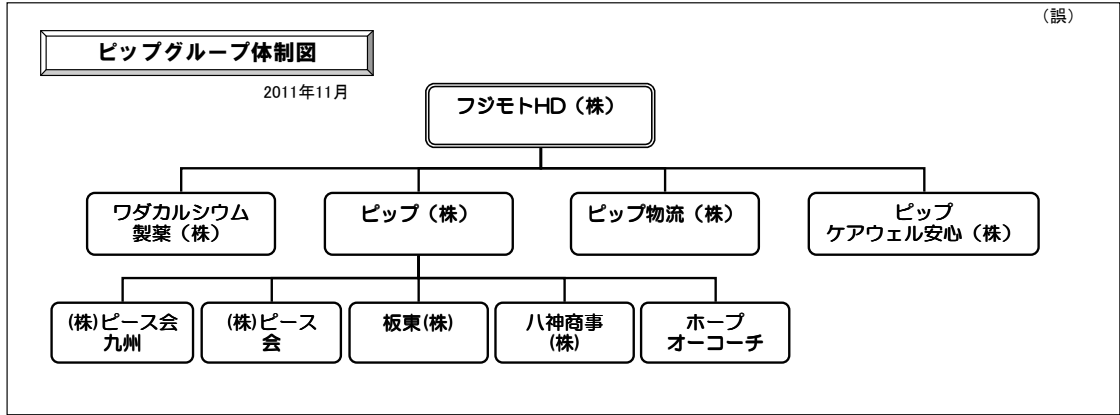 （誤）
ピップグループ体制図
2011年11月
フジモトHD（株）
ワダカルシウム
製薬（株）
ピップ（株）
ピップ物流（株）
ピップ
ケアウェル安心（株）
(株)ピース会
九州
(株)ピース
会
板東(株)
八神商事
(株)
ホープ
オーコーチ